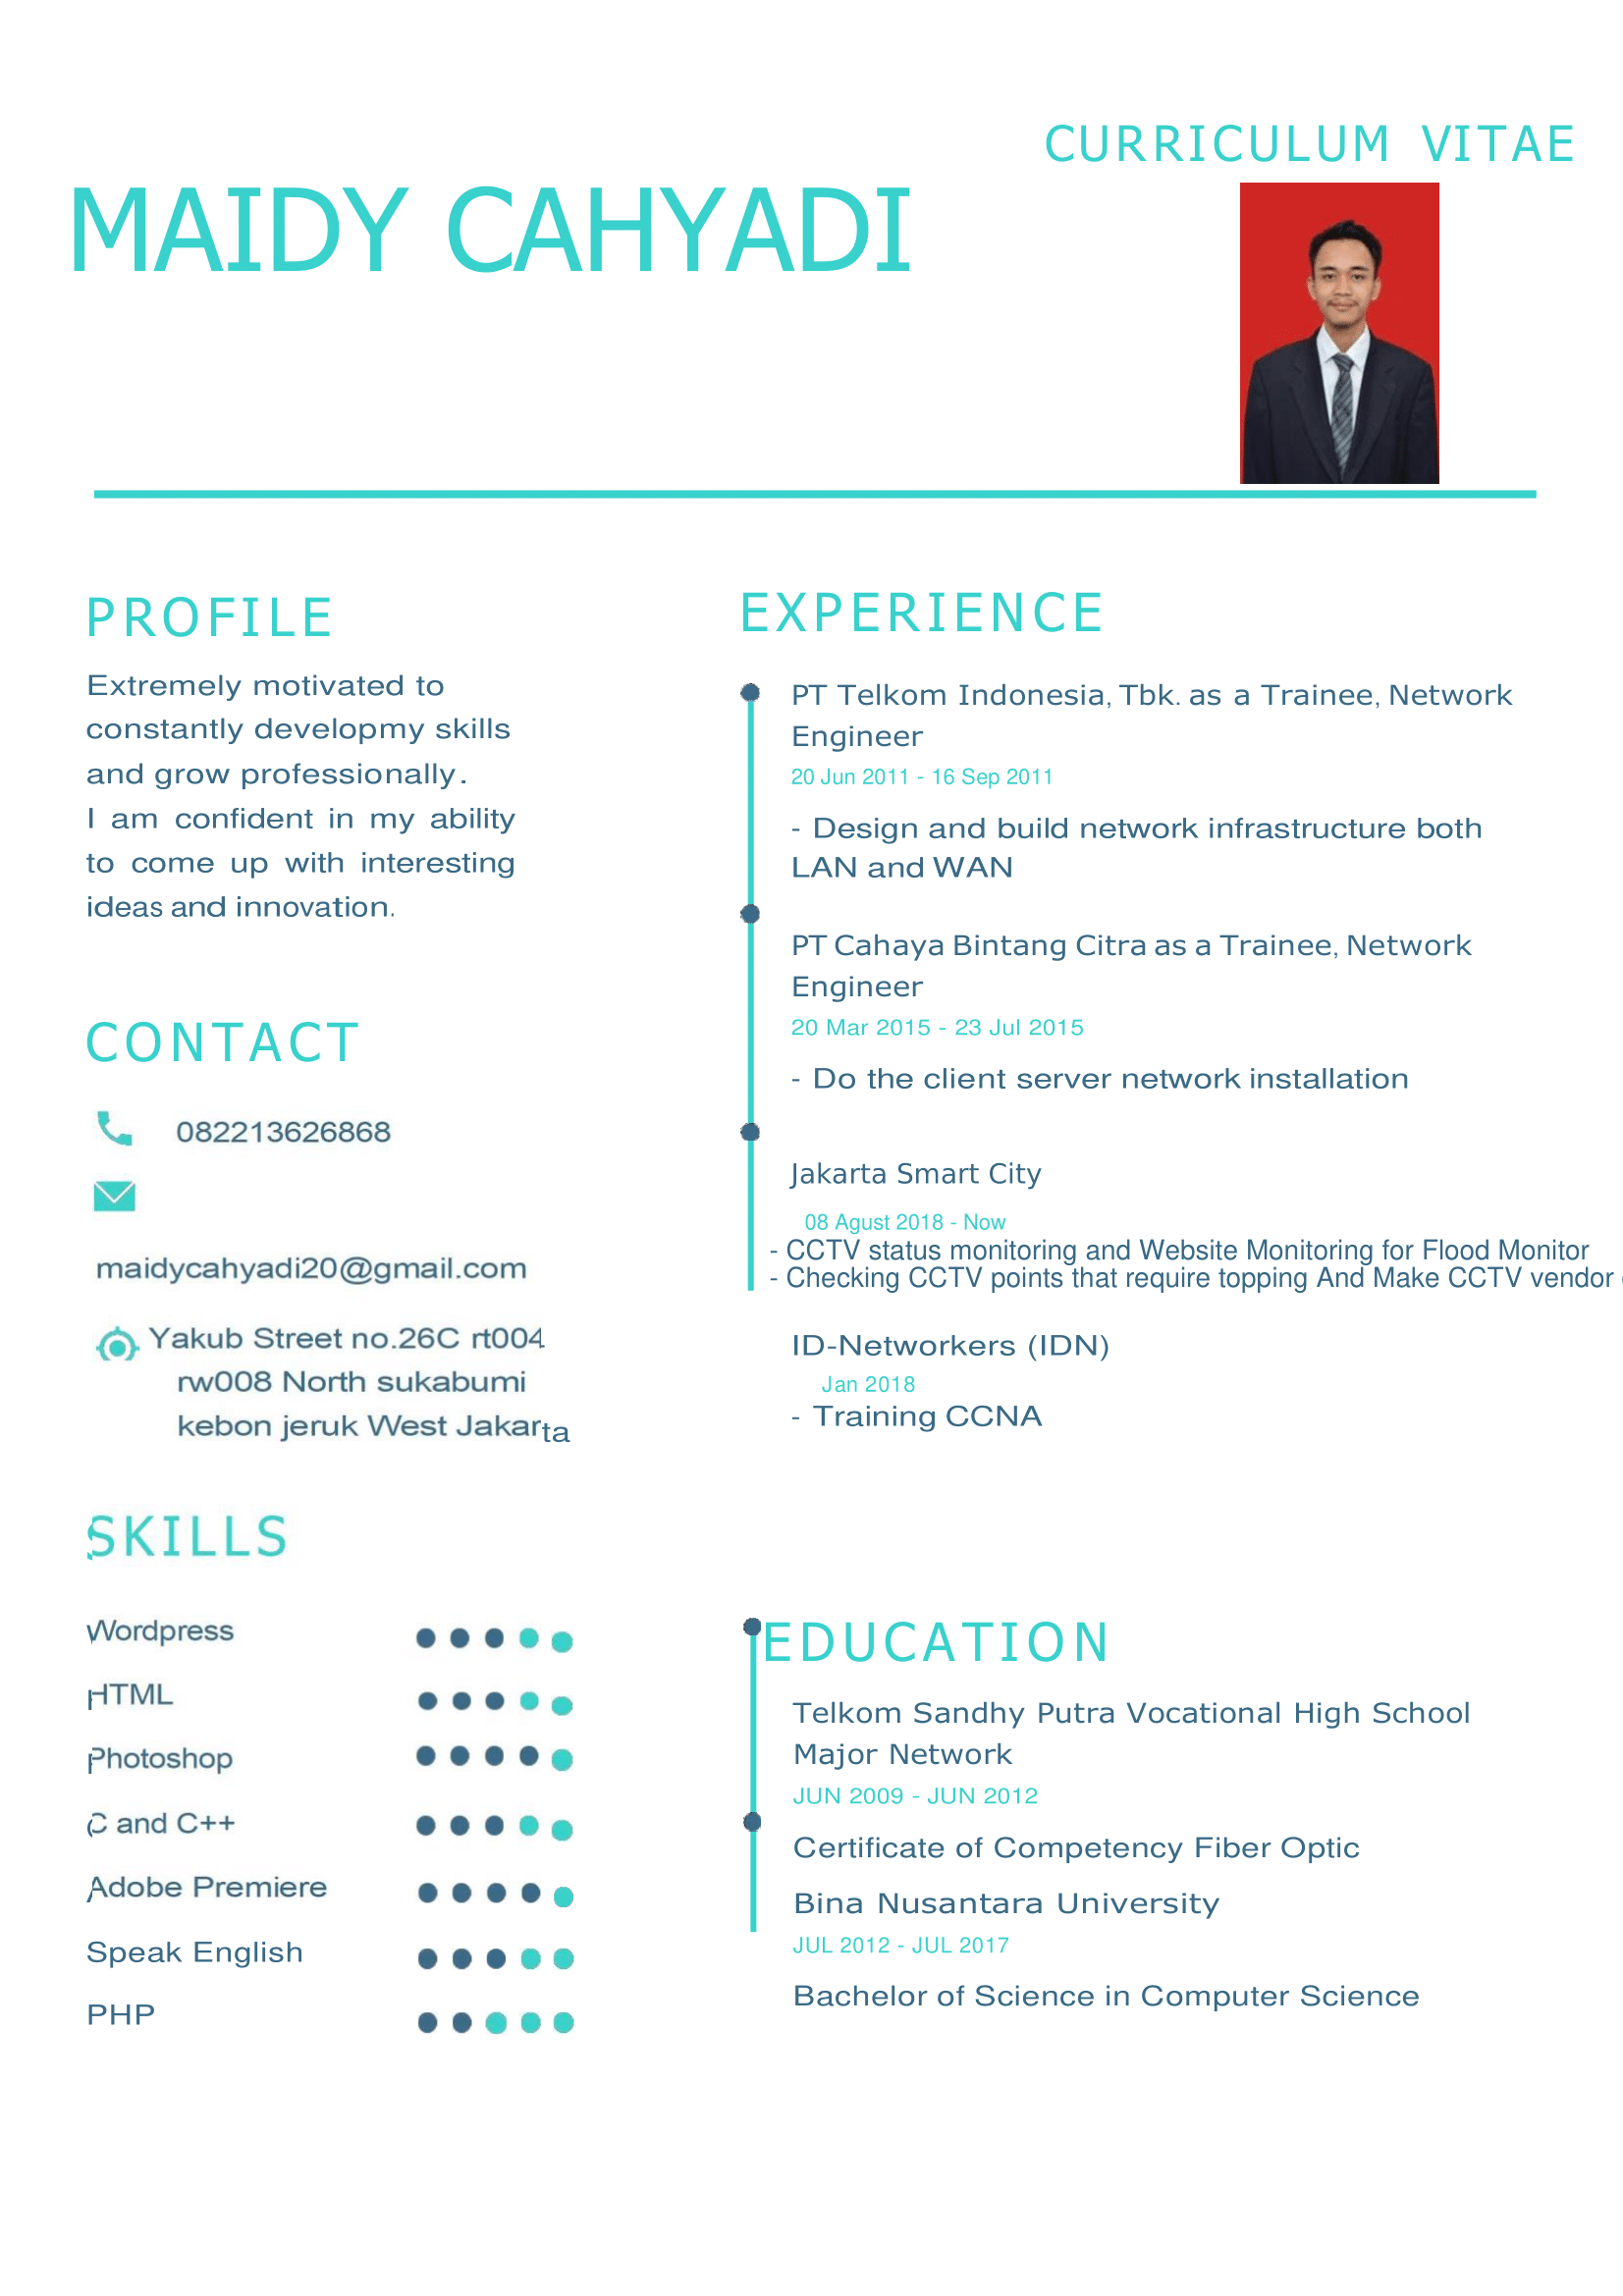 CURRICULUM VITAE
MAIDY CAHYADI
PROFILE
Extremely motivated to
constantly developmy skills
and grow professionally.
I am confident in my ability
to come up with interesting
ideas and innovation.
CONTACT
082213626868
maidycahyadi20@gmail.com
Yakub Street no.26C rt004
rw008 North sukabumi
kebon jeruk West Jakarta
SKILLS
Wordpress
HTML
Photoshop
C and C++
Adobe Premiere
Speak English
PHP
EXPERIENCE
PT Telkom Indonesia, Tbk. as a Trainee, Network
Engineer
20 Jun 2011 - 16 Sep 2011
- Design and build network infrastructure both
LAN and WAN
PT Cahaya Bintang Citra as a Trainee, Network
Engineer
20 Mar 2015 - 23 Jul 2015
- Do the client server network installation
Jakarta Smart City
08 Agust 2018 - Now
- CCTV status monitoring and Website Monitoring for Flood Monitor
- Checking CCTV points that require topping And Make CCTV vendor
ID-Networkers (IDN)
Jan 2018
- Training CCNA
EDUCATION
Telkom Sandhy Putra Vocational High School
Major Network
JUN 2009 - JUN 2012
Certificate of Competency Fiber Optic
Bina Nusantara University
JUL 2012 - JUL 2017
Bachelor of Science in Computer Science